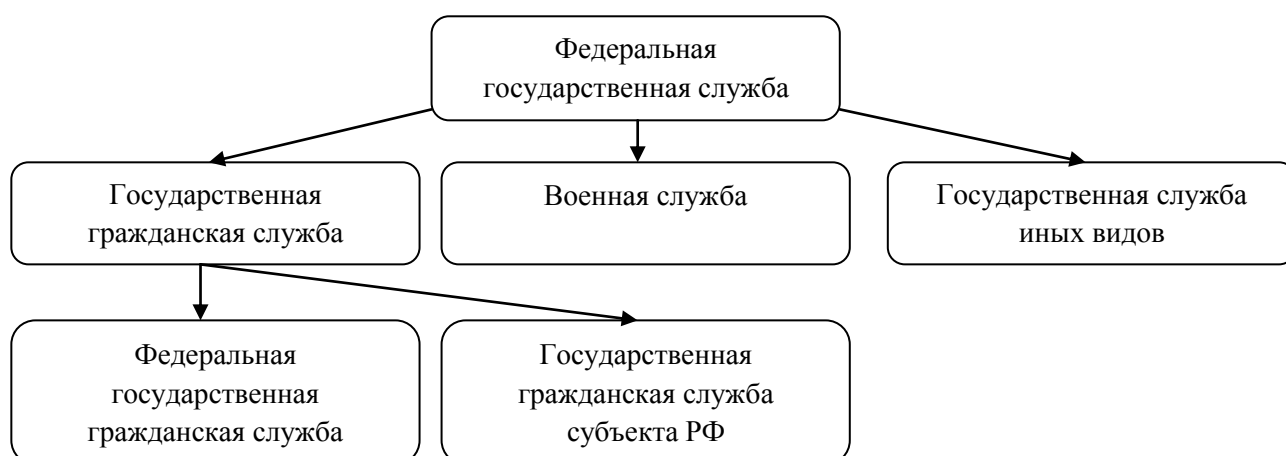 Федеральная
государственная служба
Государственная
гражданская служба
Военная служба
Государственная служба
иных видов
Федеральная
государственная
гражданская служба
Государственная
гражданская служба
субъекта РФ